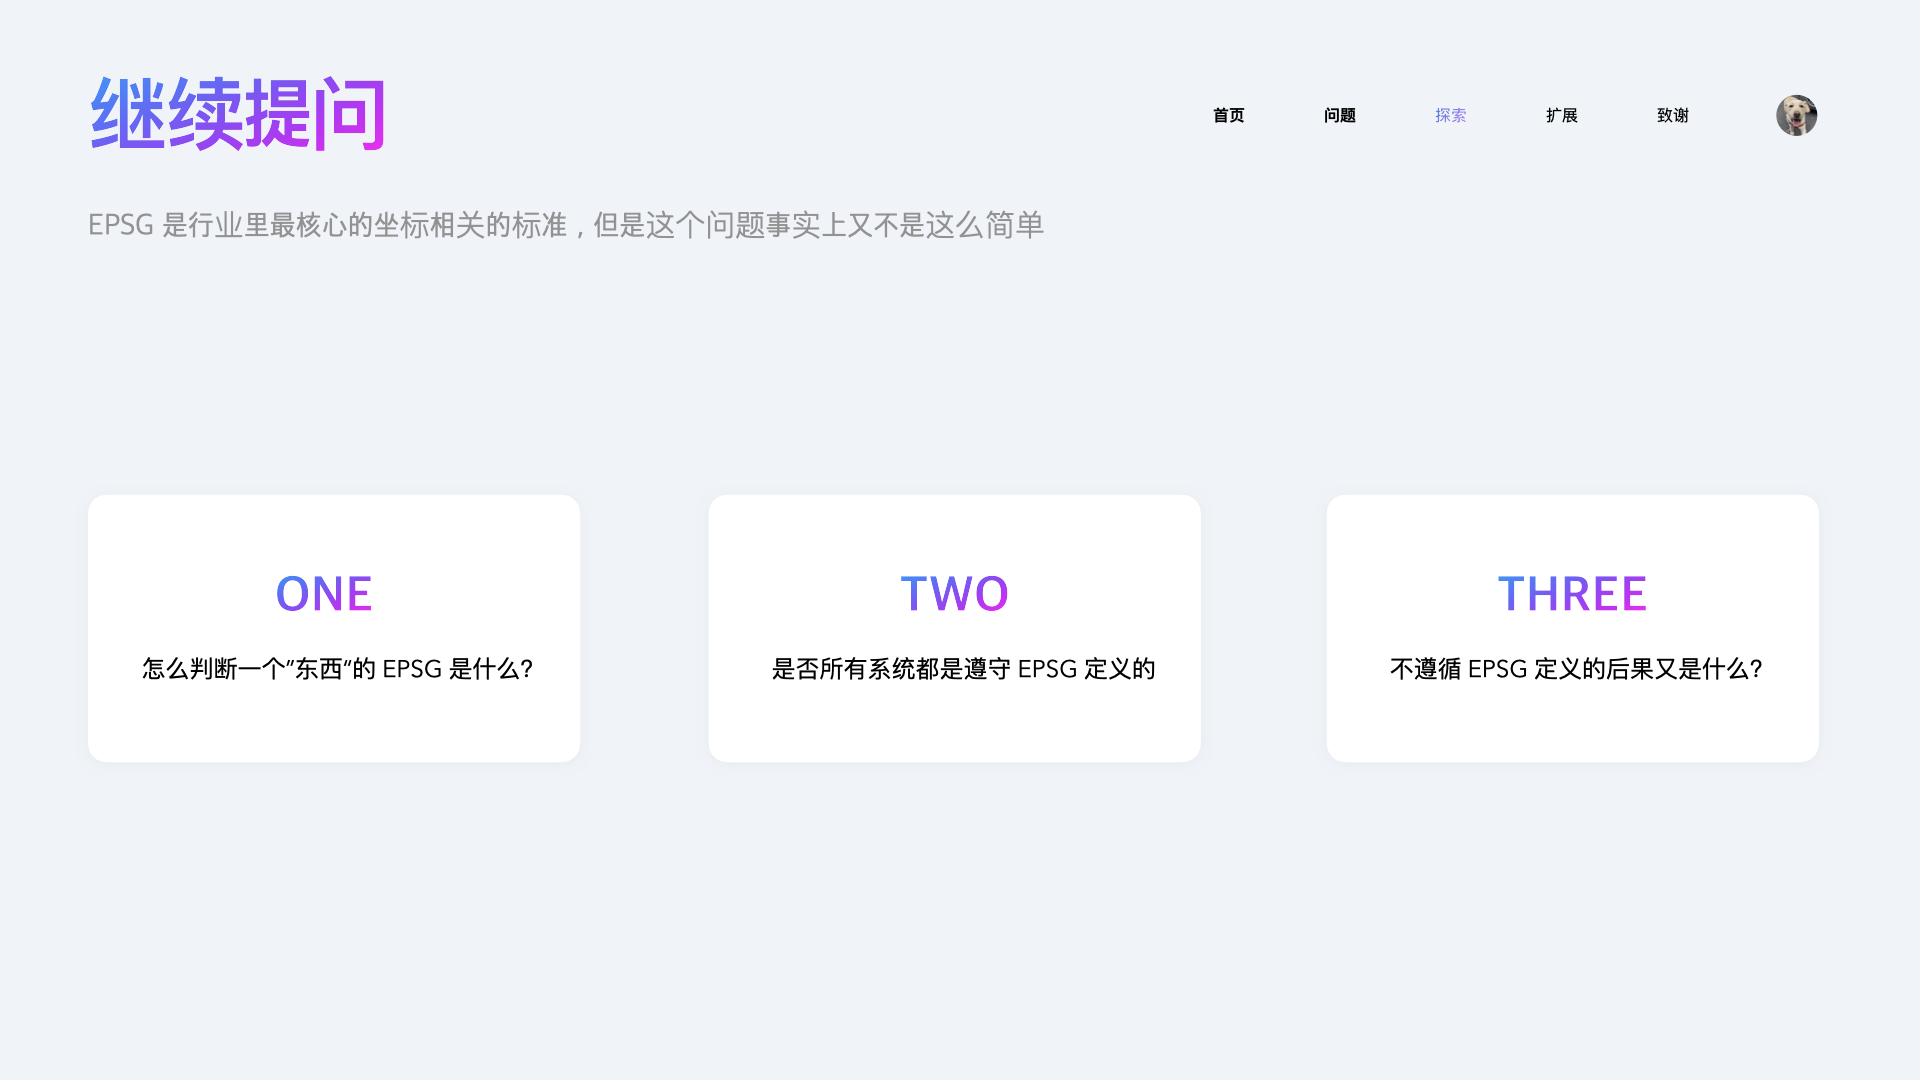 继续提问
首页 问题 探索 扩展 致谢
EPSG 是行业里最核心的坐标相关的标准，但是这个问题事实上又不是这么简单
ONE
怎么判断一个”东西“的 EPSG 是什么？
TWO
是否所有系统都是遵守 EPSG 定义的
THREE
不遵循 EPSG 定义的后果又是什么？